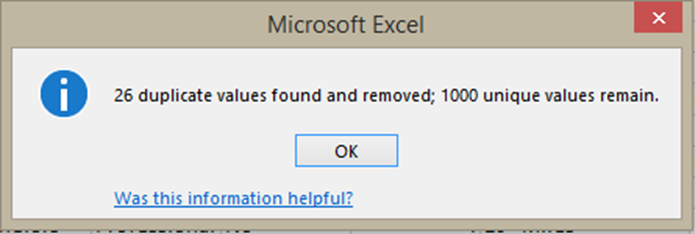 Microsoft Excel
26 duplicate values found and removed; 1000 unique values remain.
OK
Was this information helpful?